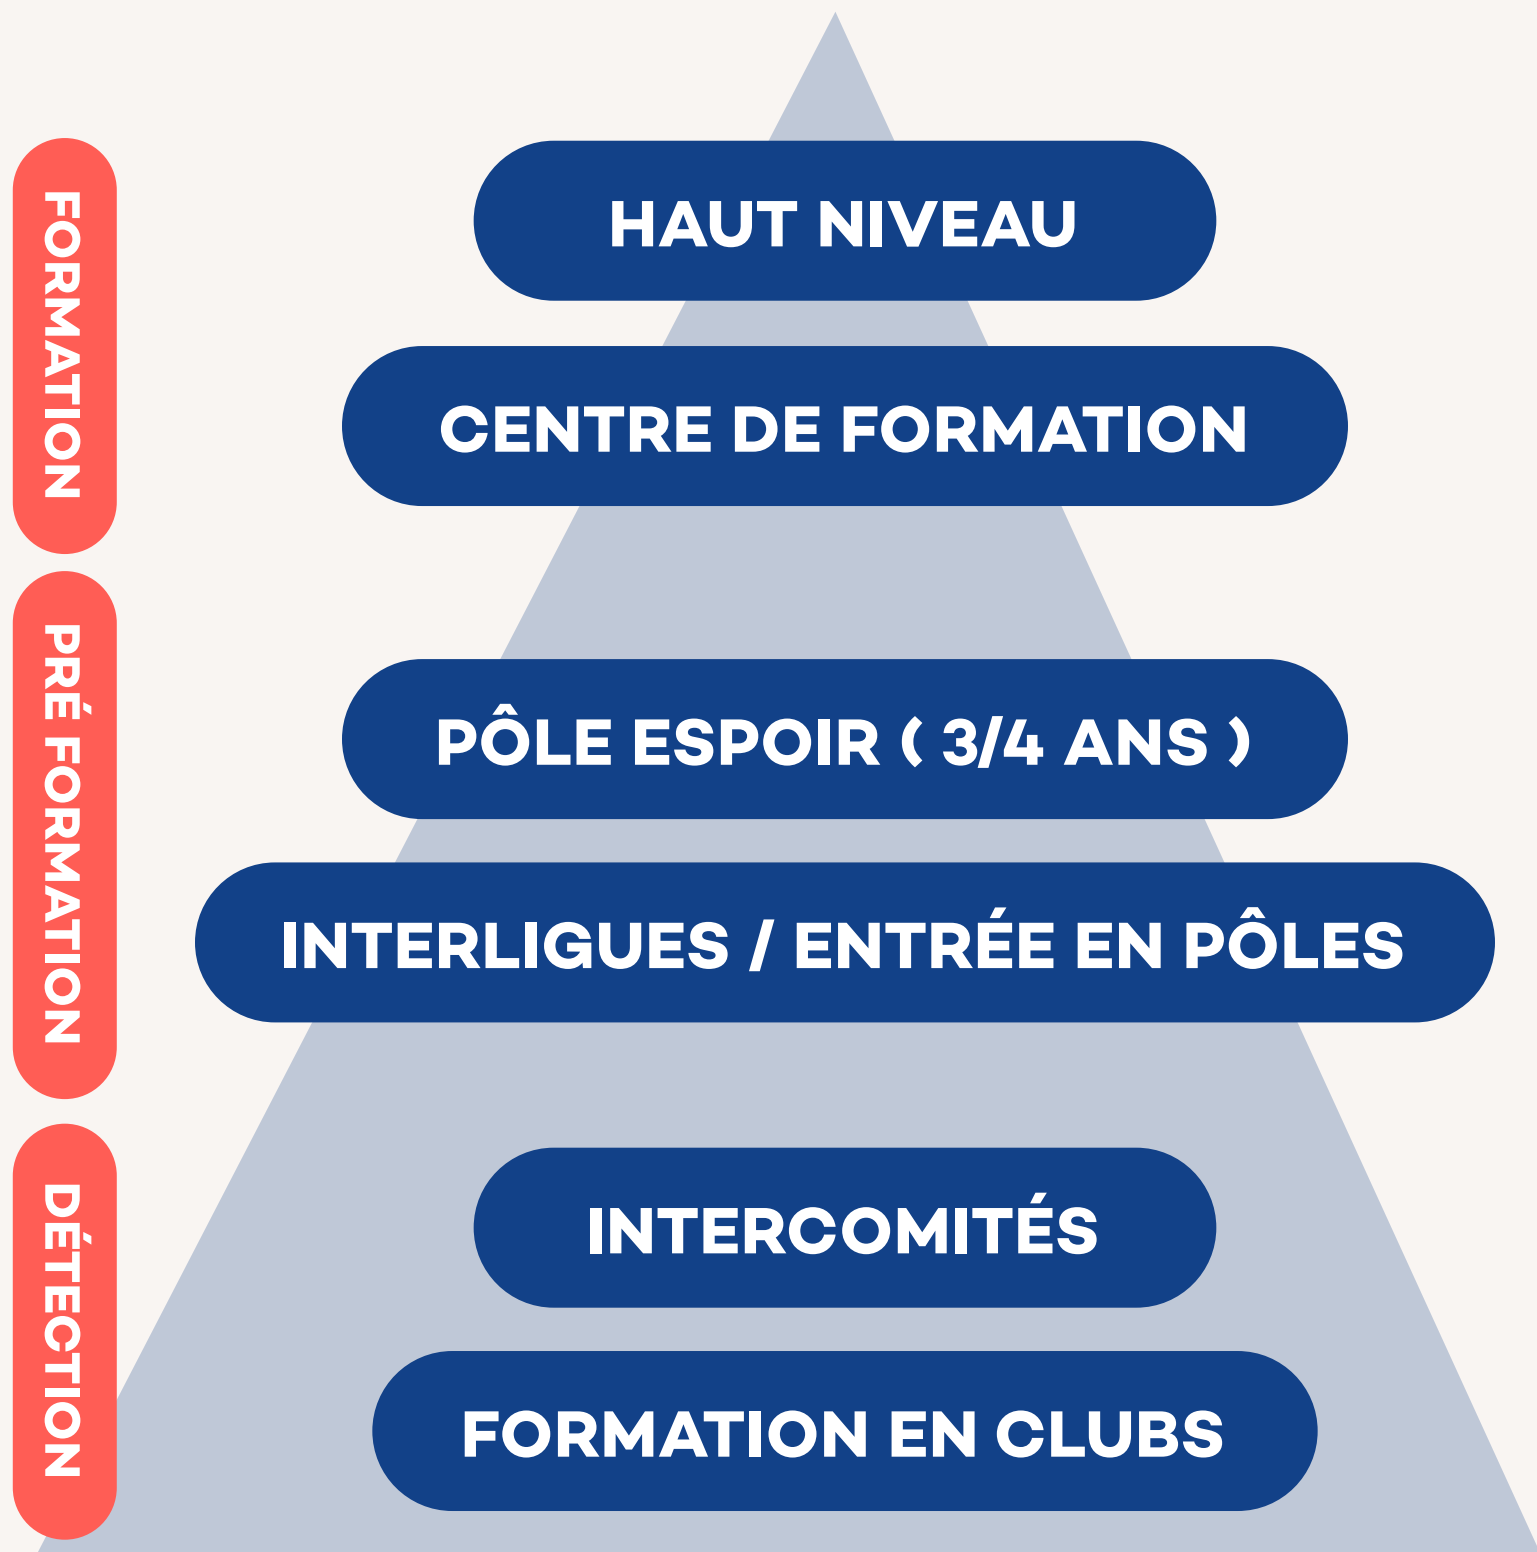 FORMATION
HAUT NIVEAU
CENTRE DE FORMATION
PRÉ FORMATION
PÔLE ESPOIR ( 3/4 ANS )
INTERLIGUES / ENTRÉE EN PÔLES
DÉTECTION
INTERCOMITÉS
FORMATION EN CLUBS